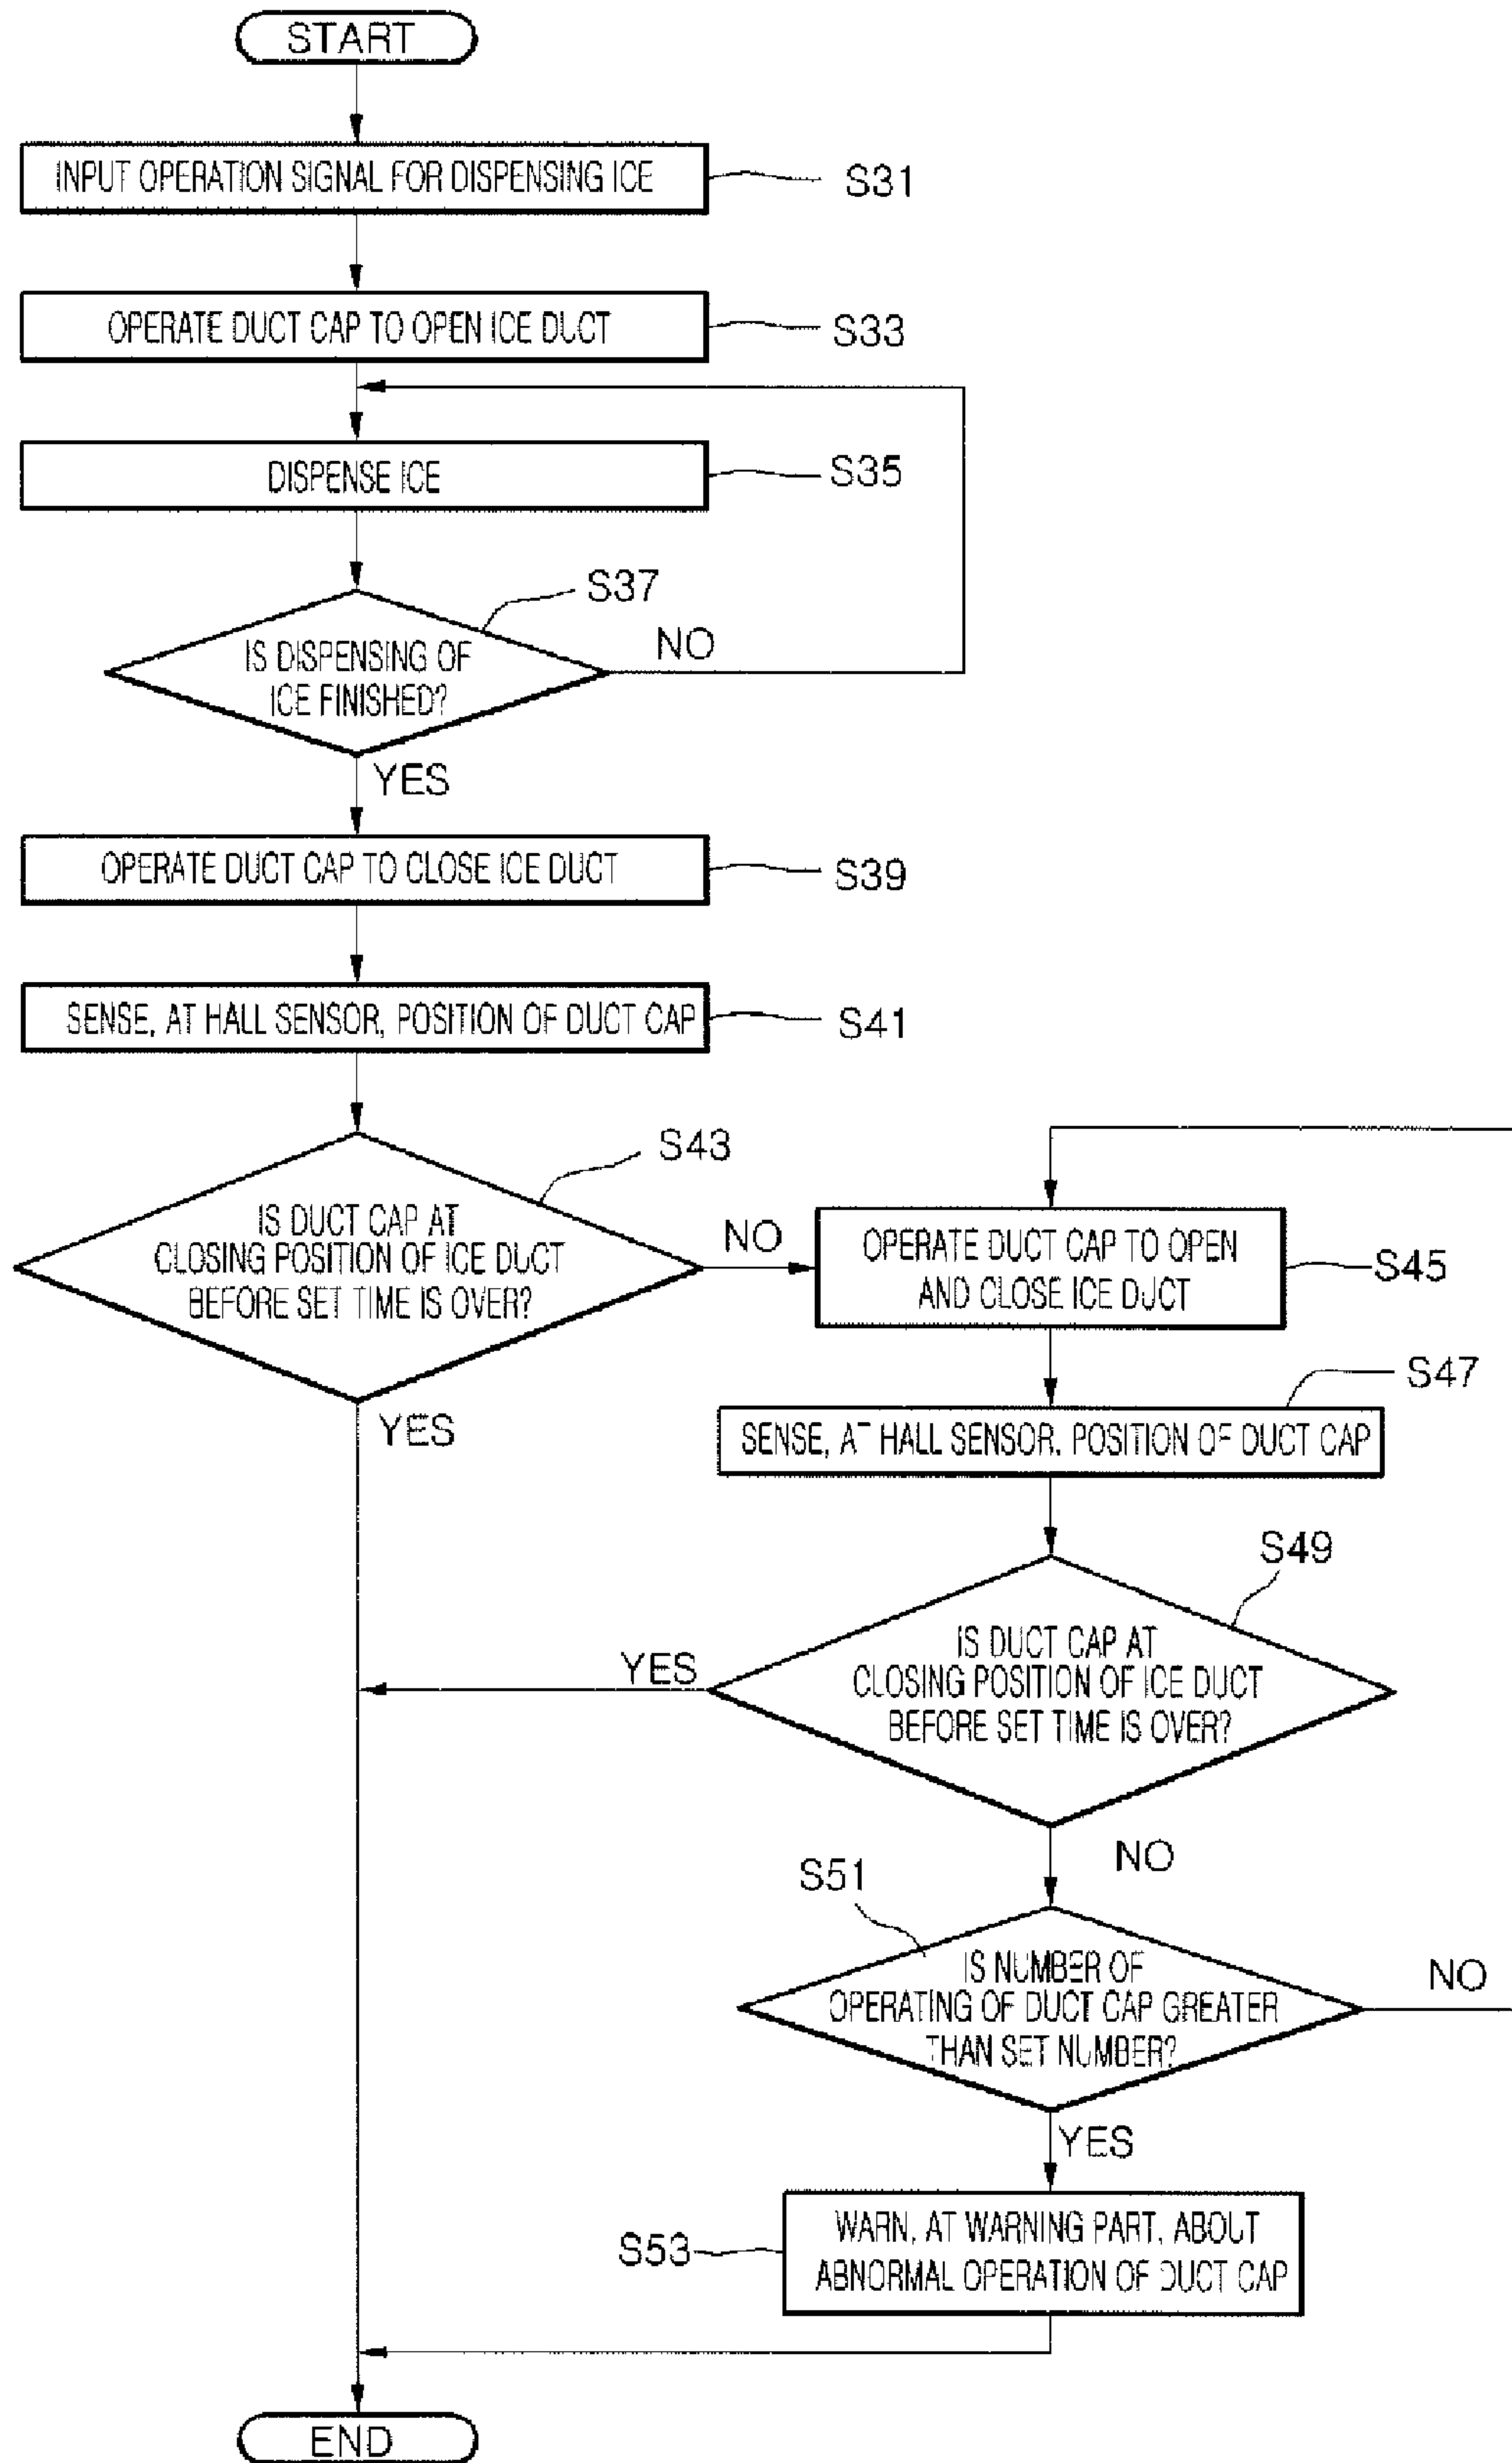 START
INPUT OPERATION SIGNAL FOR DISPENSING ICE
S31
OPERATE DUCT CAP TO OPEN ICE DUCT
S33
DISPENSE ICE
S35
S37
IS DISPENSING OF
ICE FINISHED?
NO
YES
OPERATE DUCT CAP TO CLOSE ICE DUCT
S39
SENSE, AT HALL SENSOR, POSITION OF DUCT CAP
S41
S43
IS DUCT CAP AT
CLOSING POSITION OF ICE DUCT
BEFORE SET TIME IS OVER?
NO
YES
OPERATE DUCT CAP TO OPEN
AND CLOSE ICE DUCT
S45
S47
SENSE, AT HALL SENSOR, POSITION OF DUCT CAP
S49
IS DUCT CAP AT
CLOSING POSITION OF ICE DUCT
BEFORE SET TIME IS OVER?
YES
NO
S51
IS NUMBER OF
OPERATING OF DUCT CAP GREATER
THAN SET NUMBER?
NO
YES
S53
WARN, AT WARNING PART, ABOUT
ABNORMAL OPERATION OF DUCT CAP
END